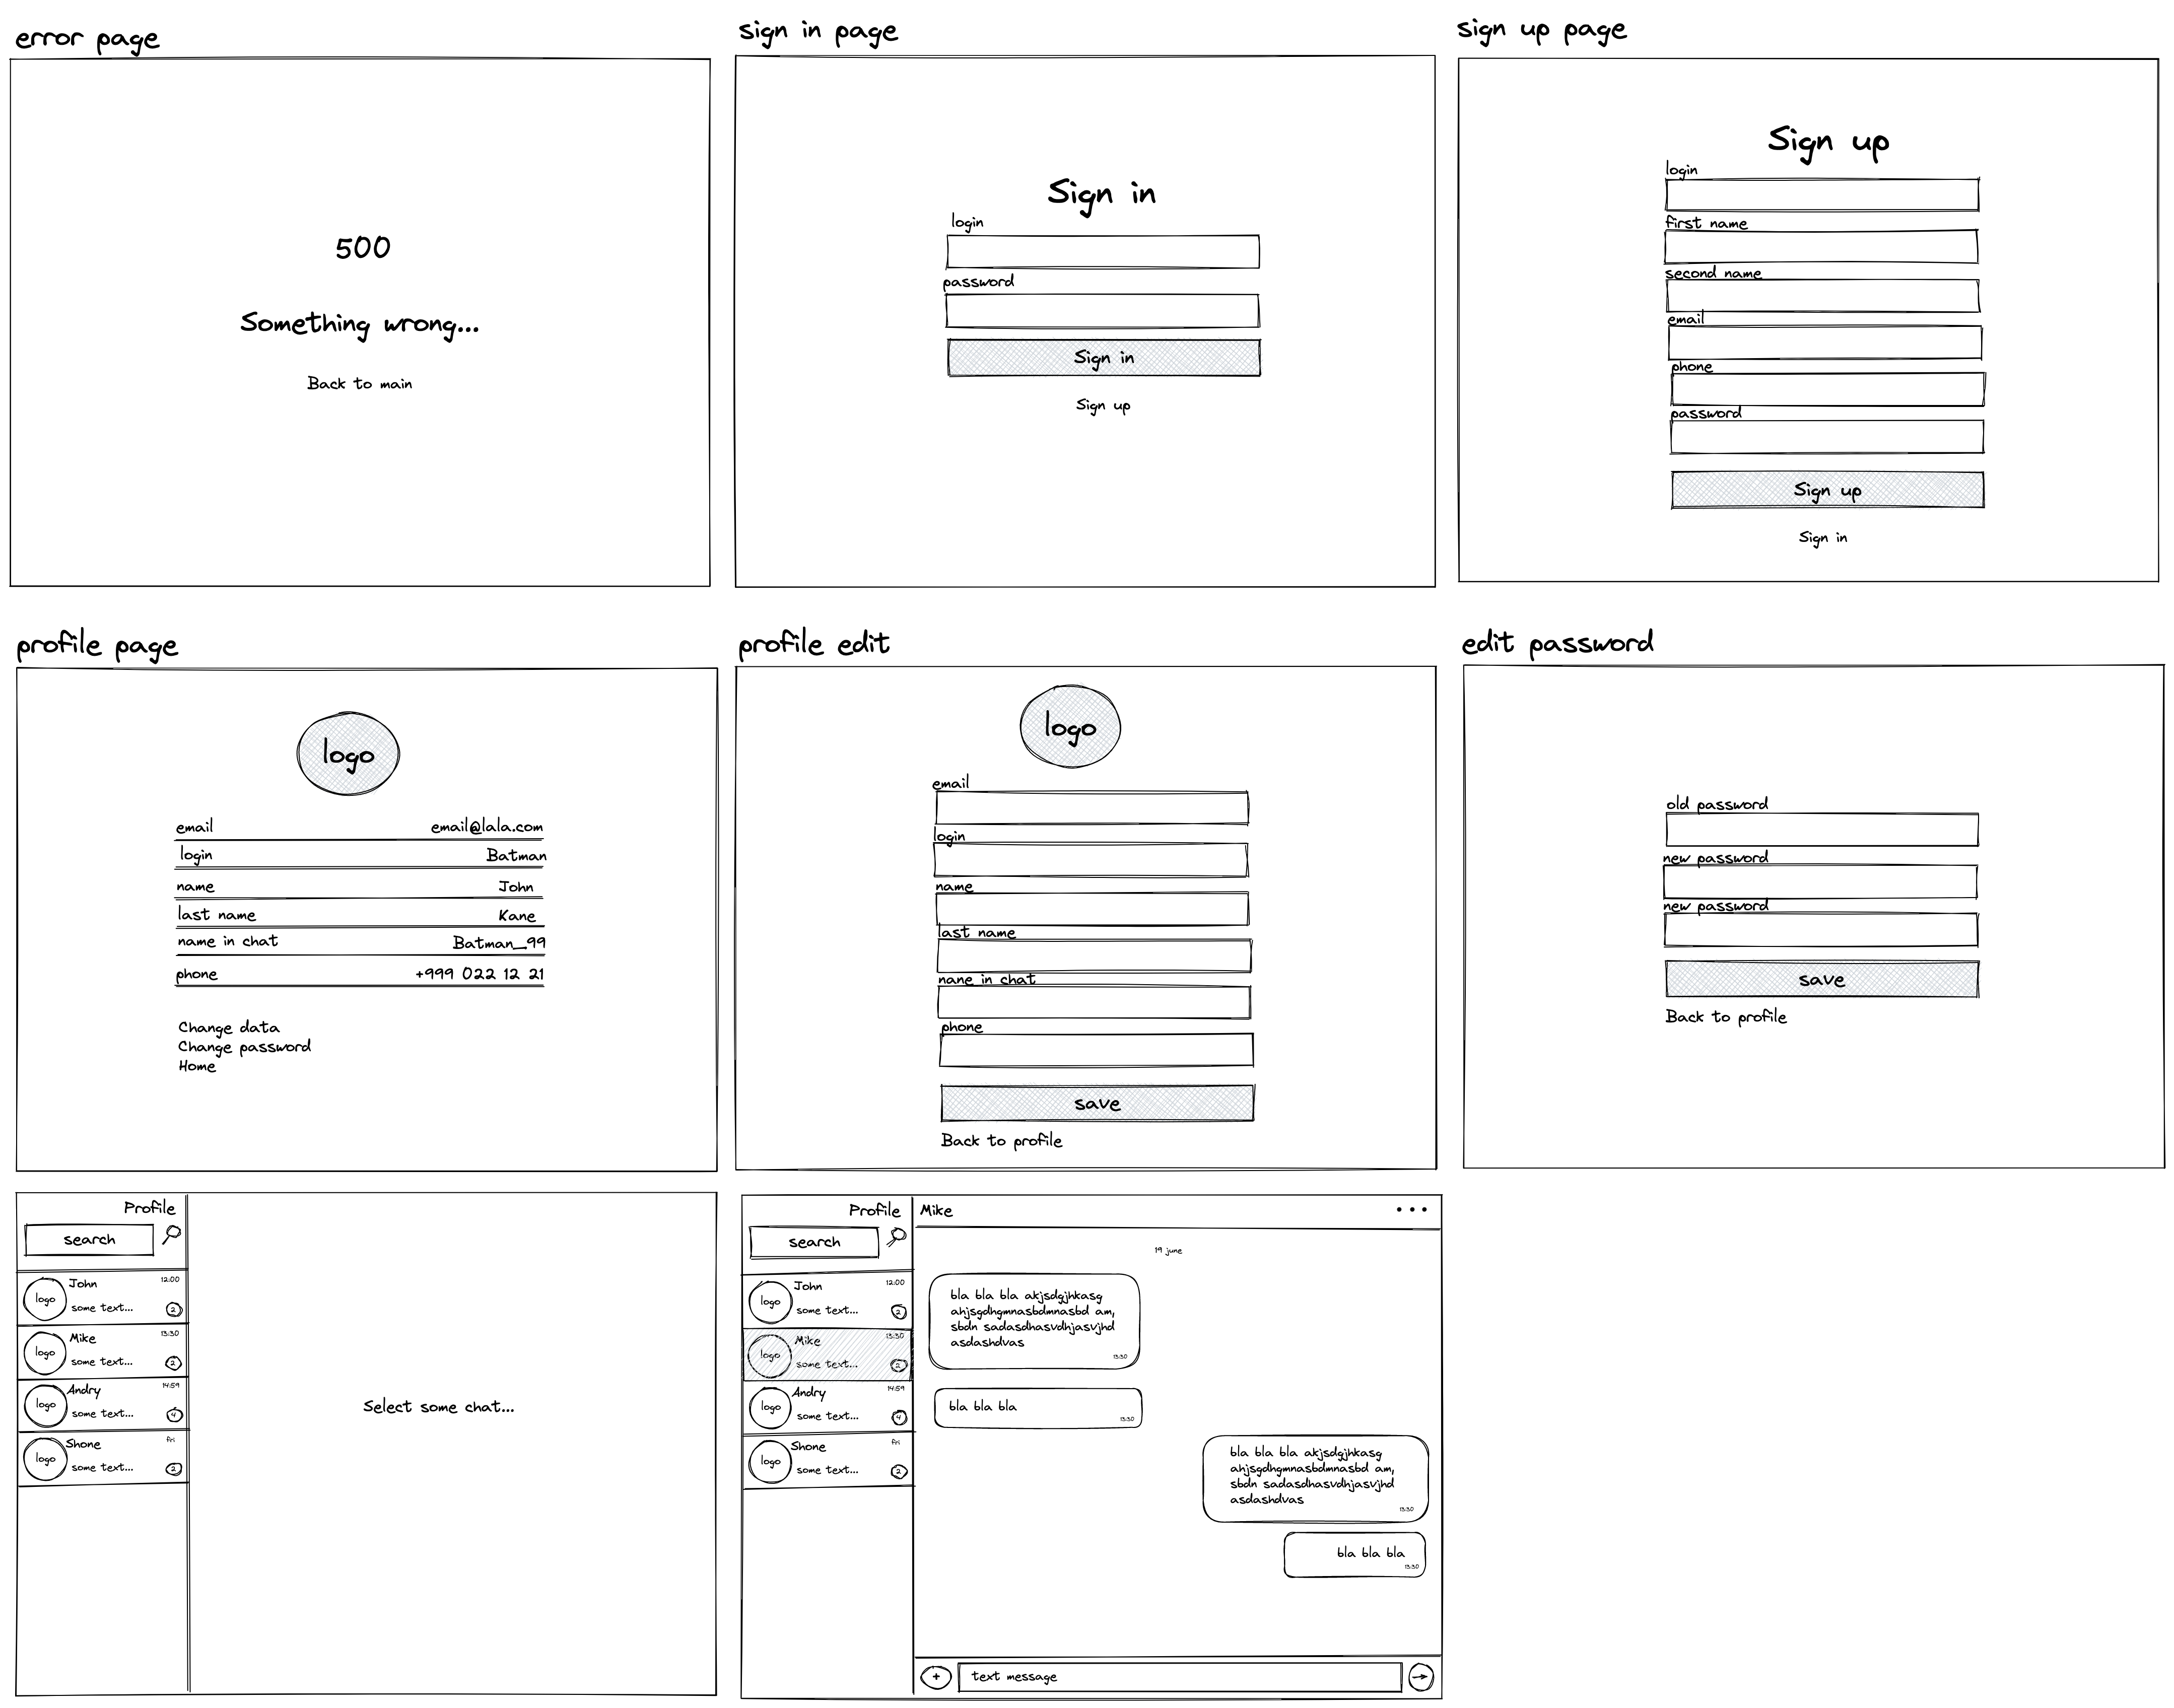 error page
500
Something wrong...
Back to main
sign in page
Sign in
login
password
Sign in
Sign up
sign up page
Sign up
login
first name
second name
email
phone
password
Sign up
Sign in
profile page
logo
email email@lala.com
login Batman
name John
last name Kane
name in chat Batman_99
phone +999 022 12 21
Change data
Change password
Home
profile edit
logo
email
login
name
last name
nane in chat
phone
save
Back to profile
edit password
old password
new password
new password
save
Back to profile
Profile
search
logo
John 12:00
some text... 2
logo
Mike 13:30
some text... 2
logo
Andry 14:59
some text... 4
logo
Shone fri
some text... 2
Select some chat...
Profile
search
logo
John 12:00
some text... 2
logo
Mike 13:30
some text... 2
logo
Andry 14:59
some text... 4
logo
Shone fri
some text... 2
Mike
19 june
bla bla bla akjsdgjhkasg
ahjsgdhgmnasbdmnasbd am,
sbdn sadasdhasvdhjasvjhd
asdashdvas
13:30
bla bla bla
13:30
bla bla bla akjsdgjhkasg
ahjsgdhgmnasbdmnasbd am,
sbdn sadasdhasvdhjasvjhd
asdashdvas
13:30
bla bla bla
13:30
+ text message